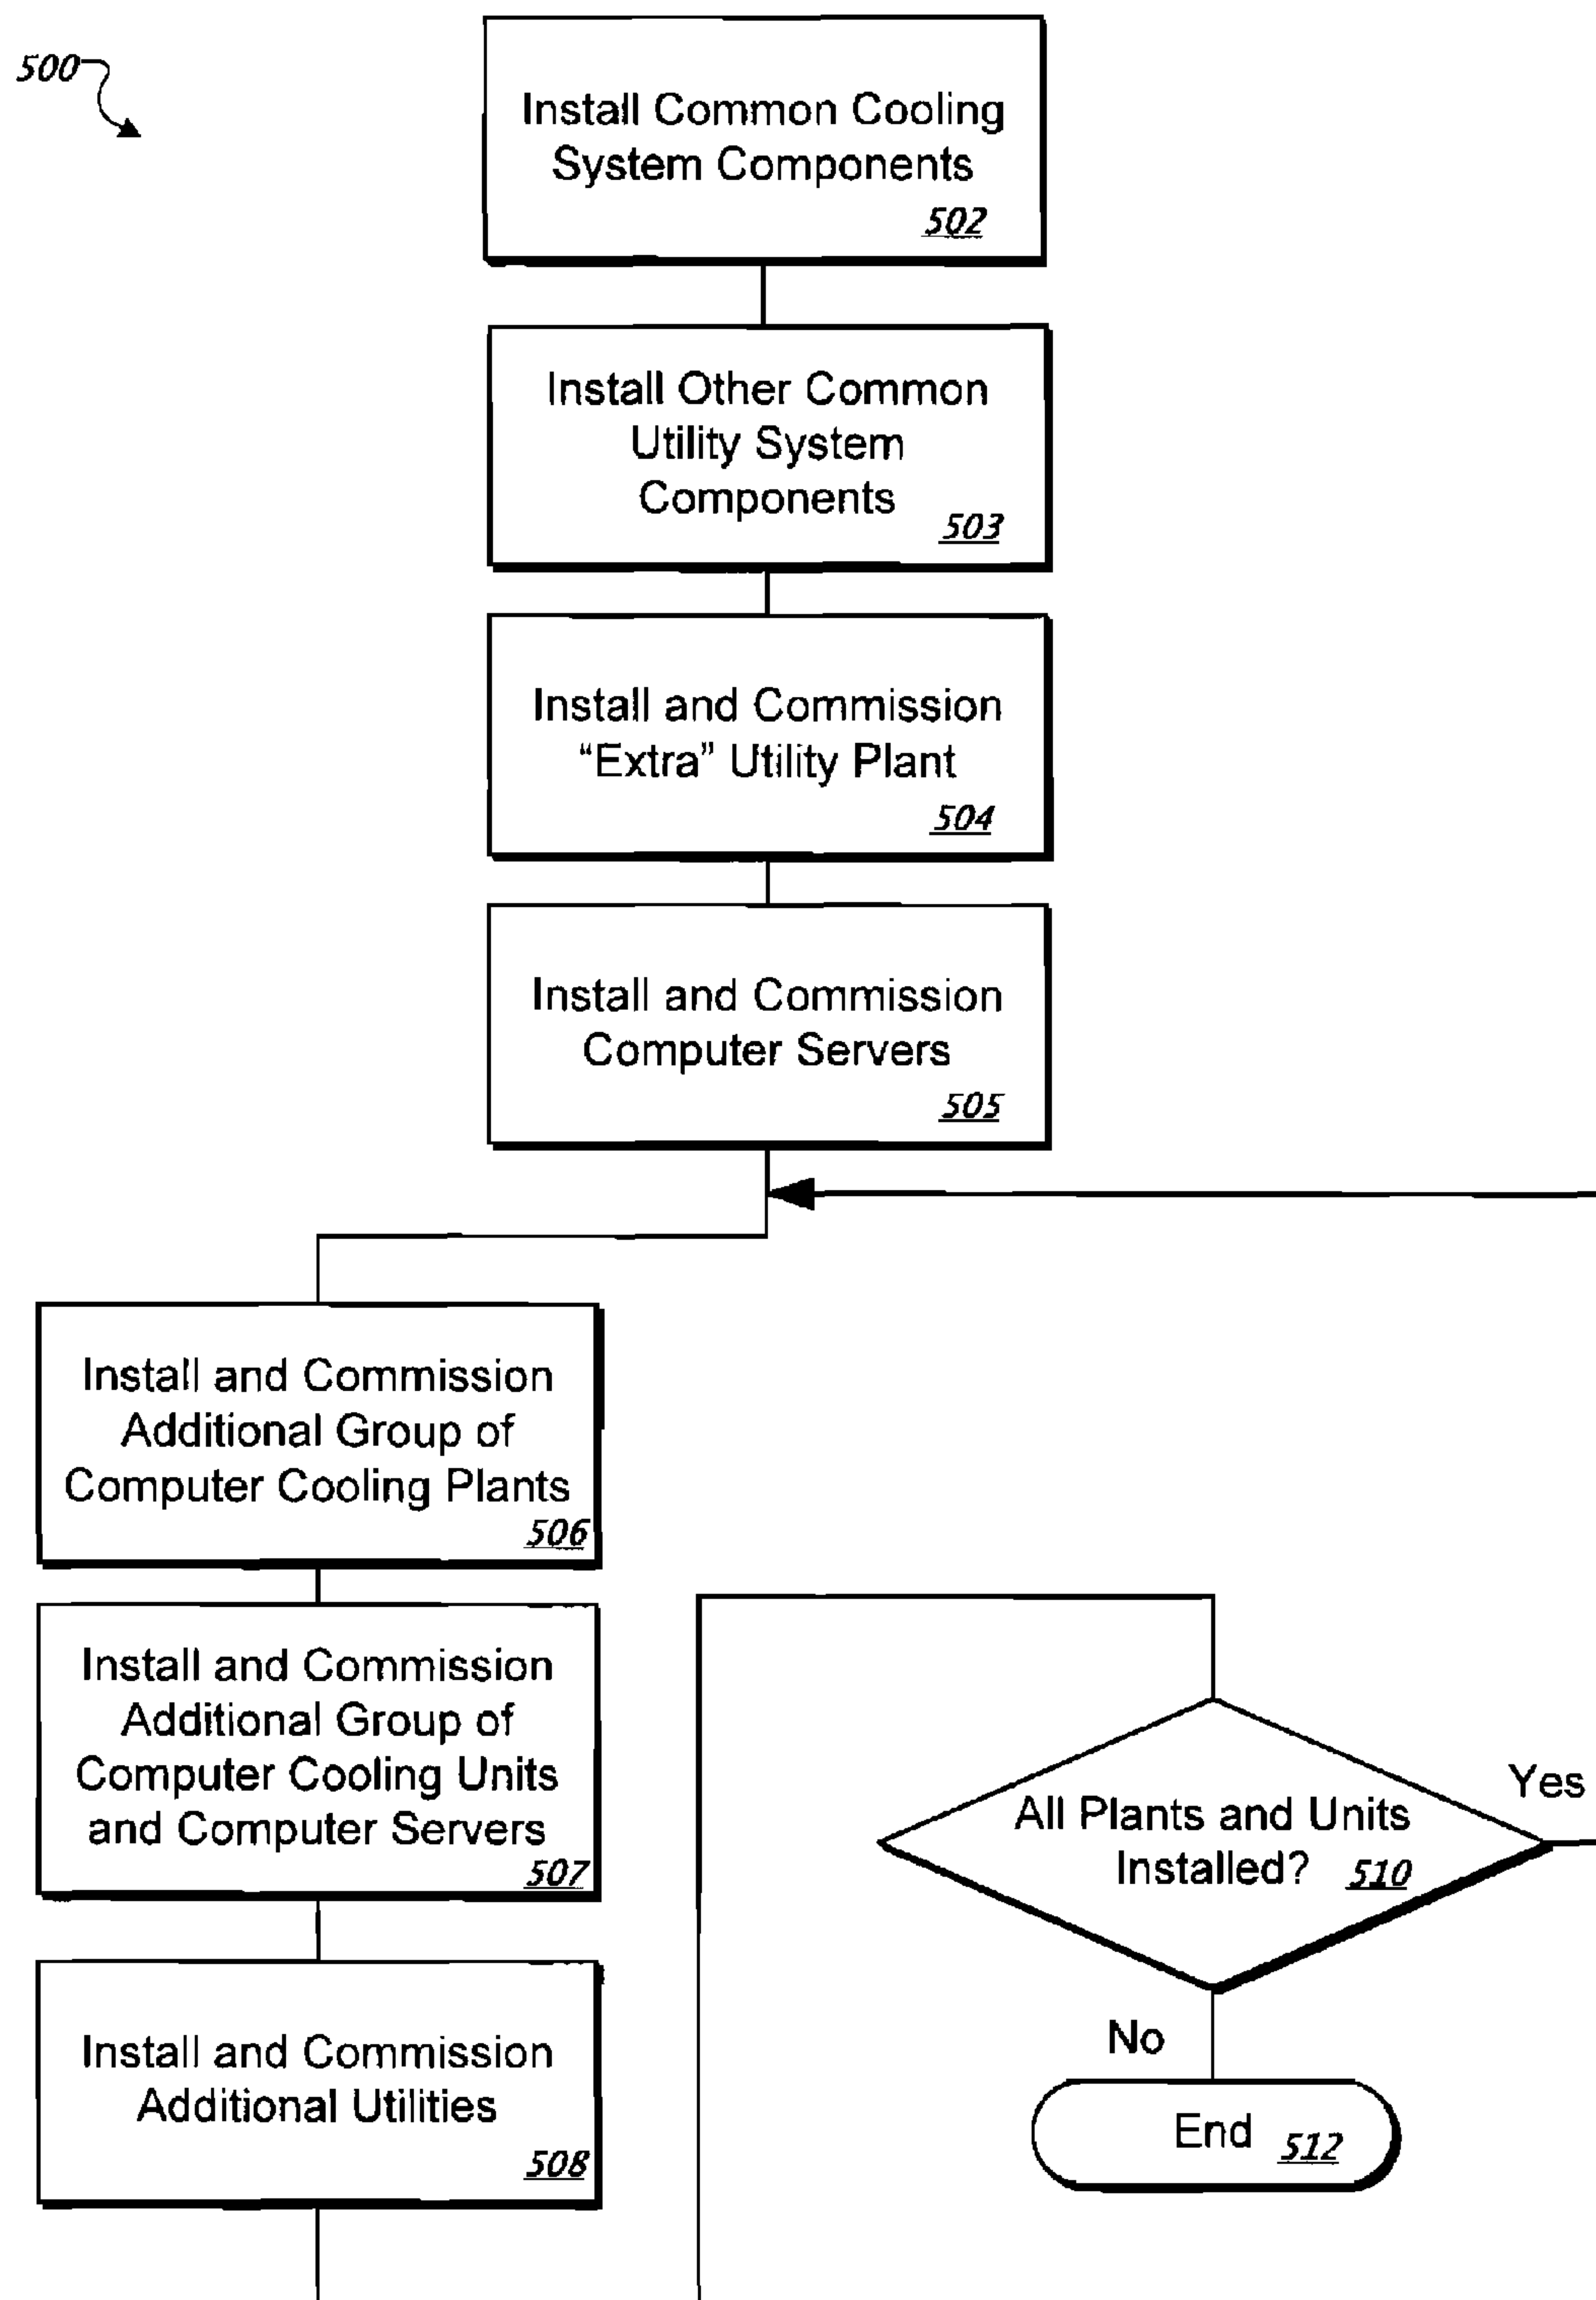 500
Install Common Cooling
System Components
502
Install Other Common
Utility System
Components
503
Install and Commission
“Extra” Utility Plant
504
Install and Commission
Computer Servers
505
Install and Commission
Additional Group of
Computer Cooling Plants
506
Install and Commission
Additional Group of
Computer Cooling Units
and Computer Servers
507
Install and Commission
Additional Utilities
508
All Plants and Units
Installed? 510
Yes
No
End 512